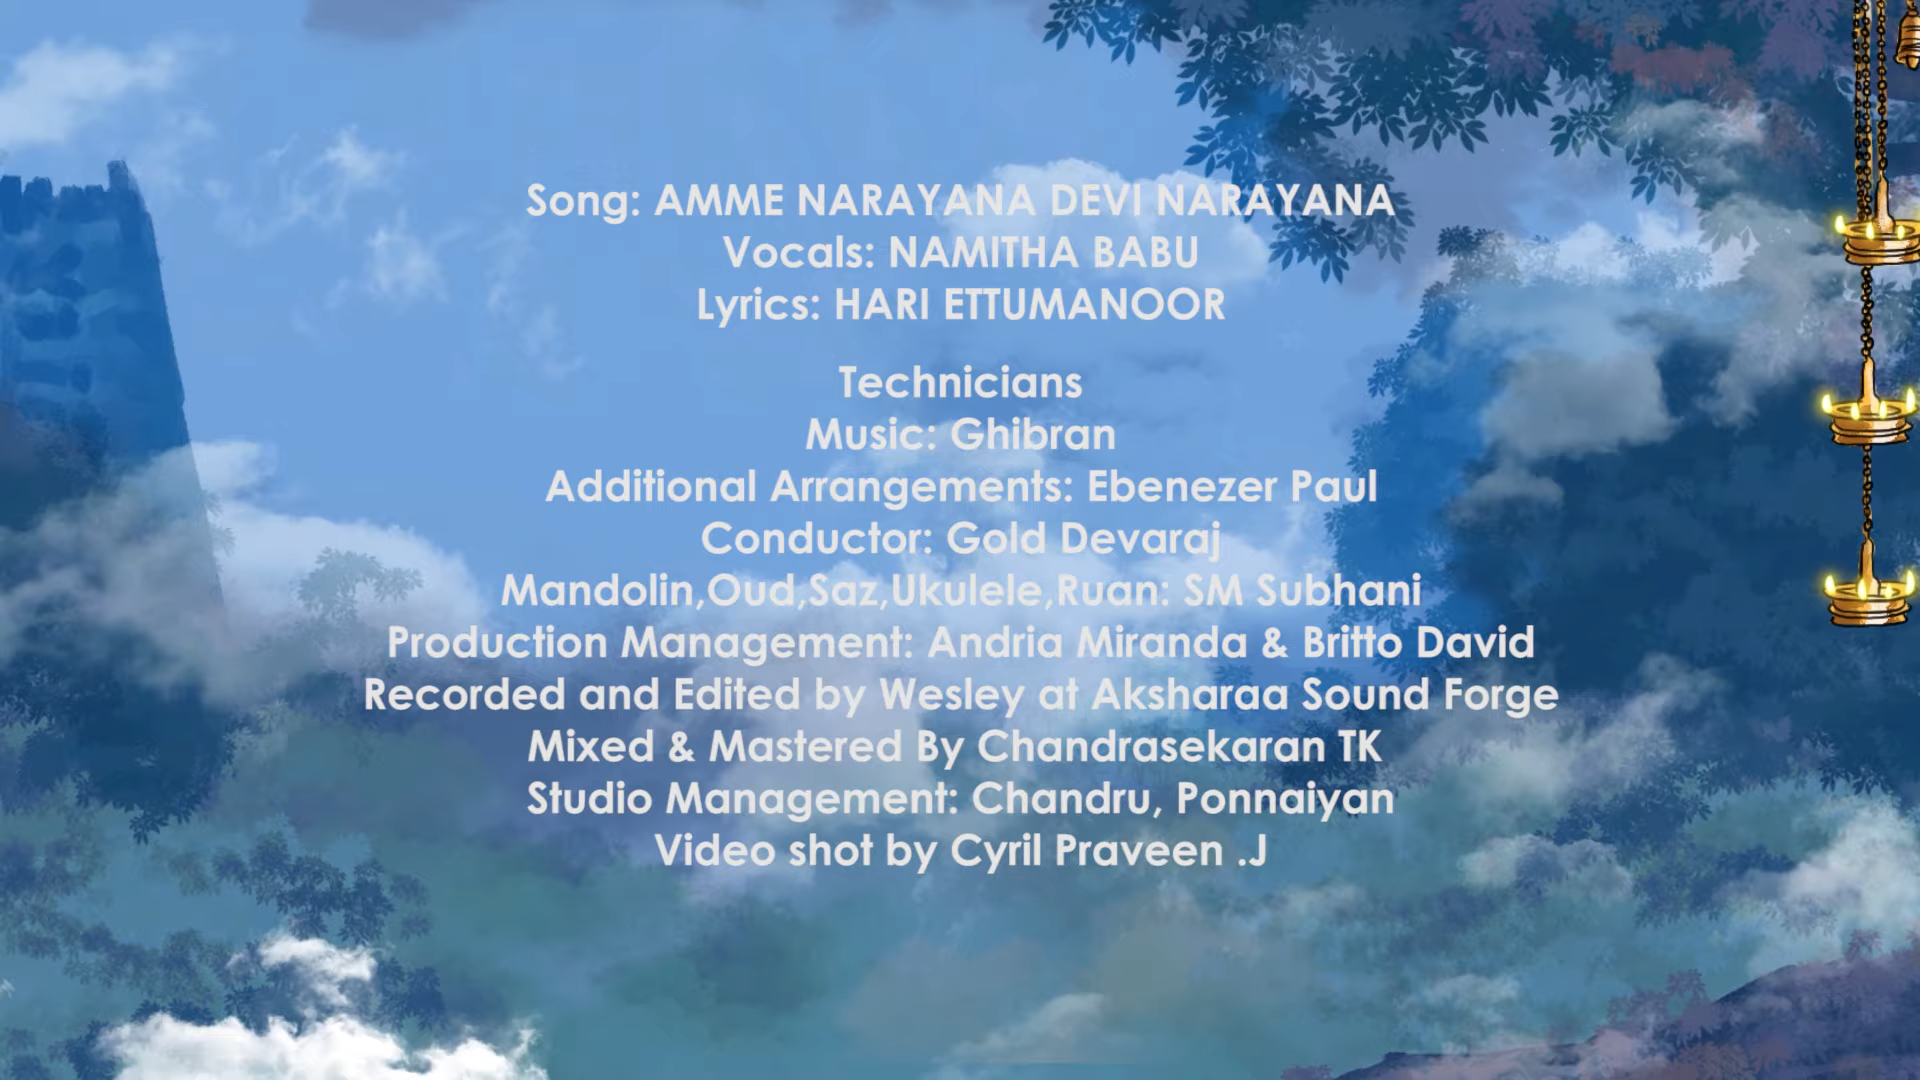 Song: AMME NARAYANA DEVI NARAYANA
Vocals: NAMITHA BABU
Lyrics: HARI ETTUMANOOR
Technicians
Music: Ghibran
Additional Arrangements: Ebenezer Paul
Conductor: Gold Devaraj
Mandolin,Oud,Saz,Ukulele,Ruan: SM Subhani
Production Management: Andria Miranda & Britto David
Recorded and Edited by Wesley at Aksharaa Sound Forge
Mixed & Mastered By Chandrasekaran TK
Studio Management: Chandru, Ponnaiyan
Video shot by Cyril Praveen .J